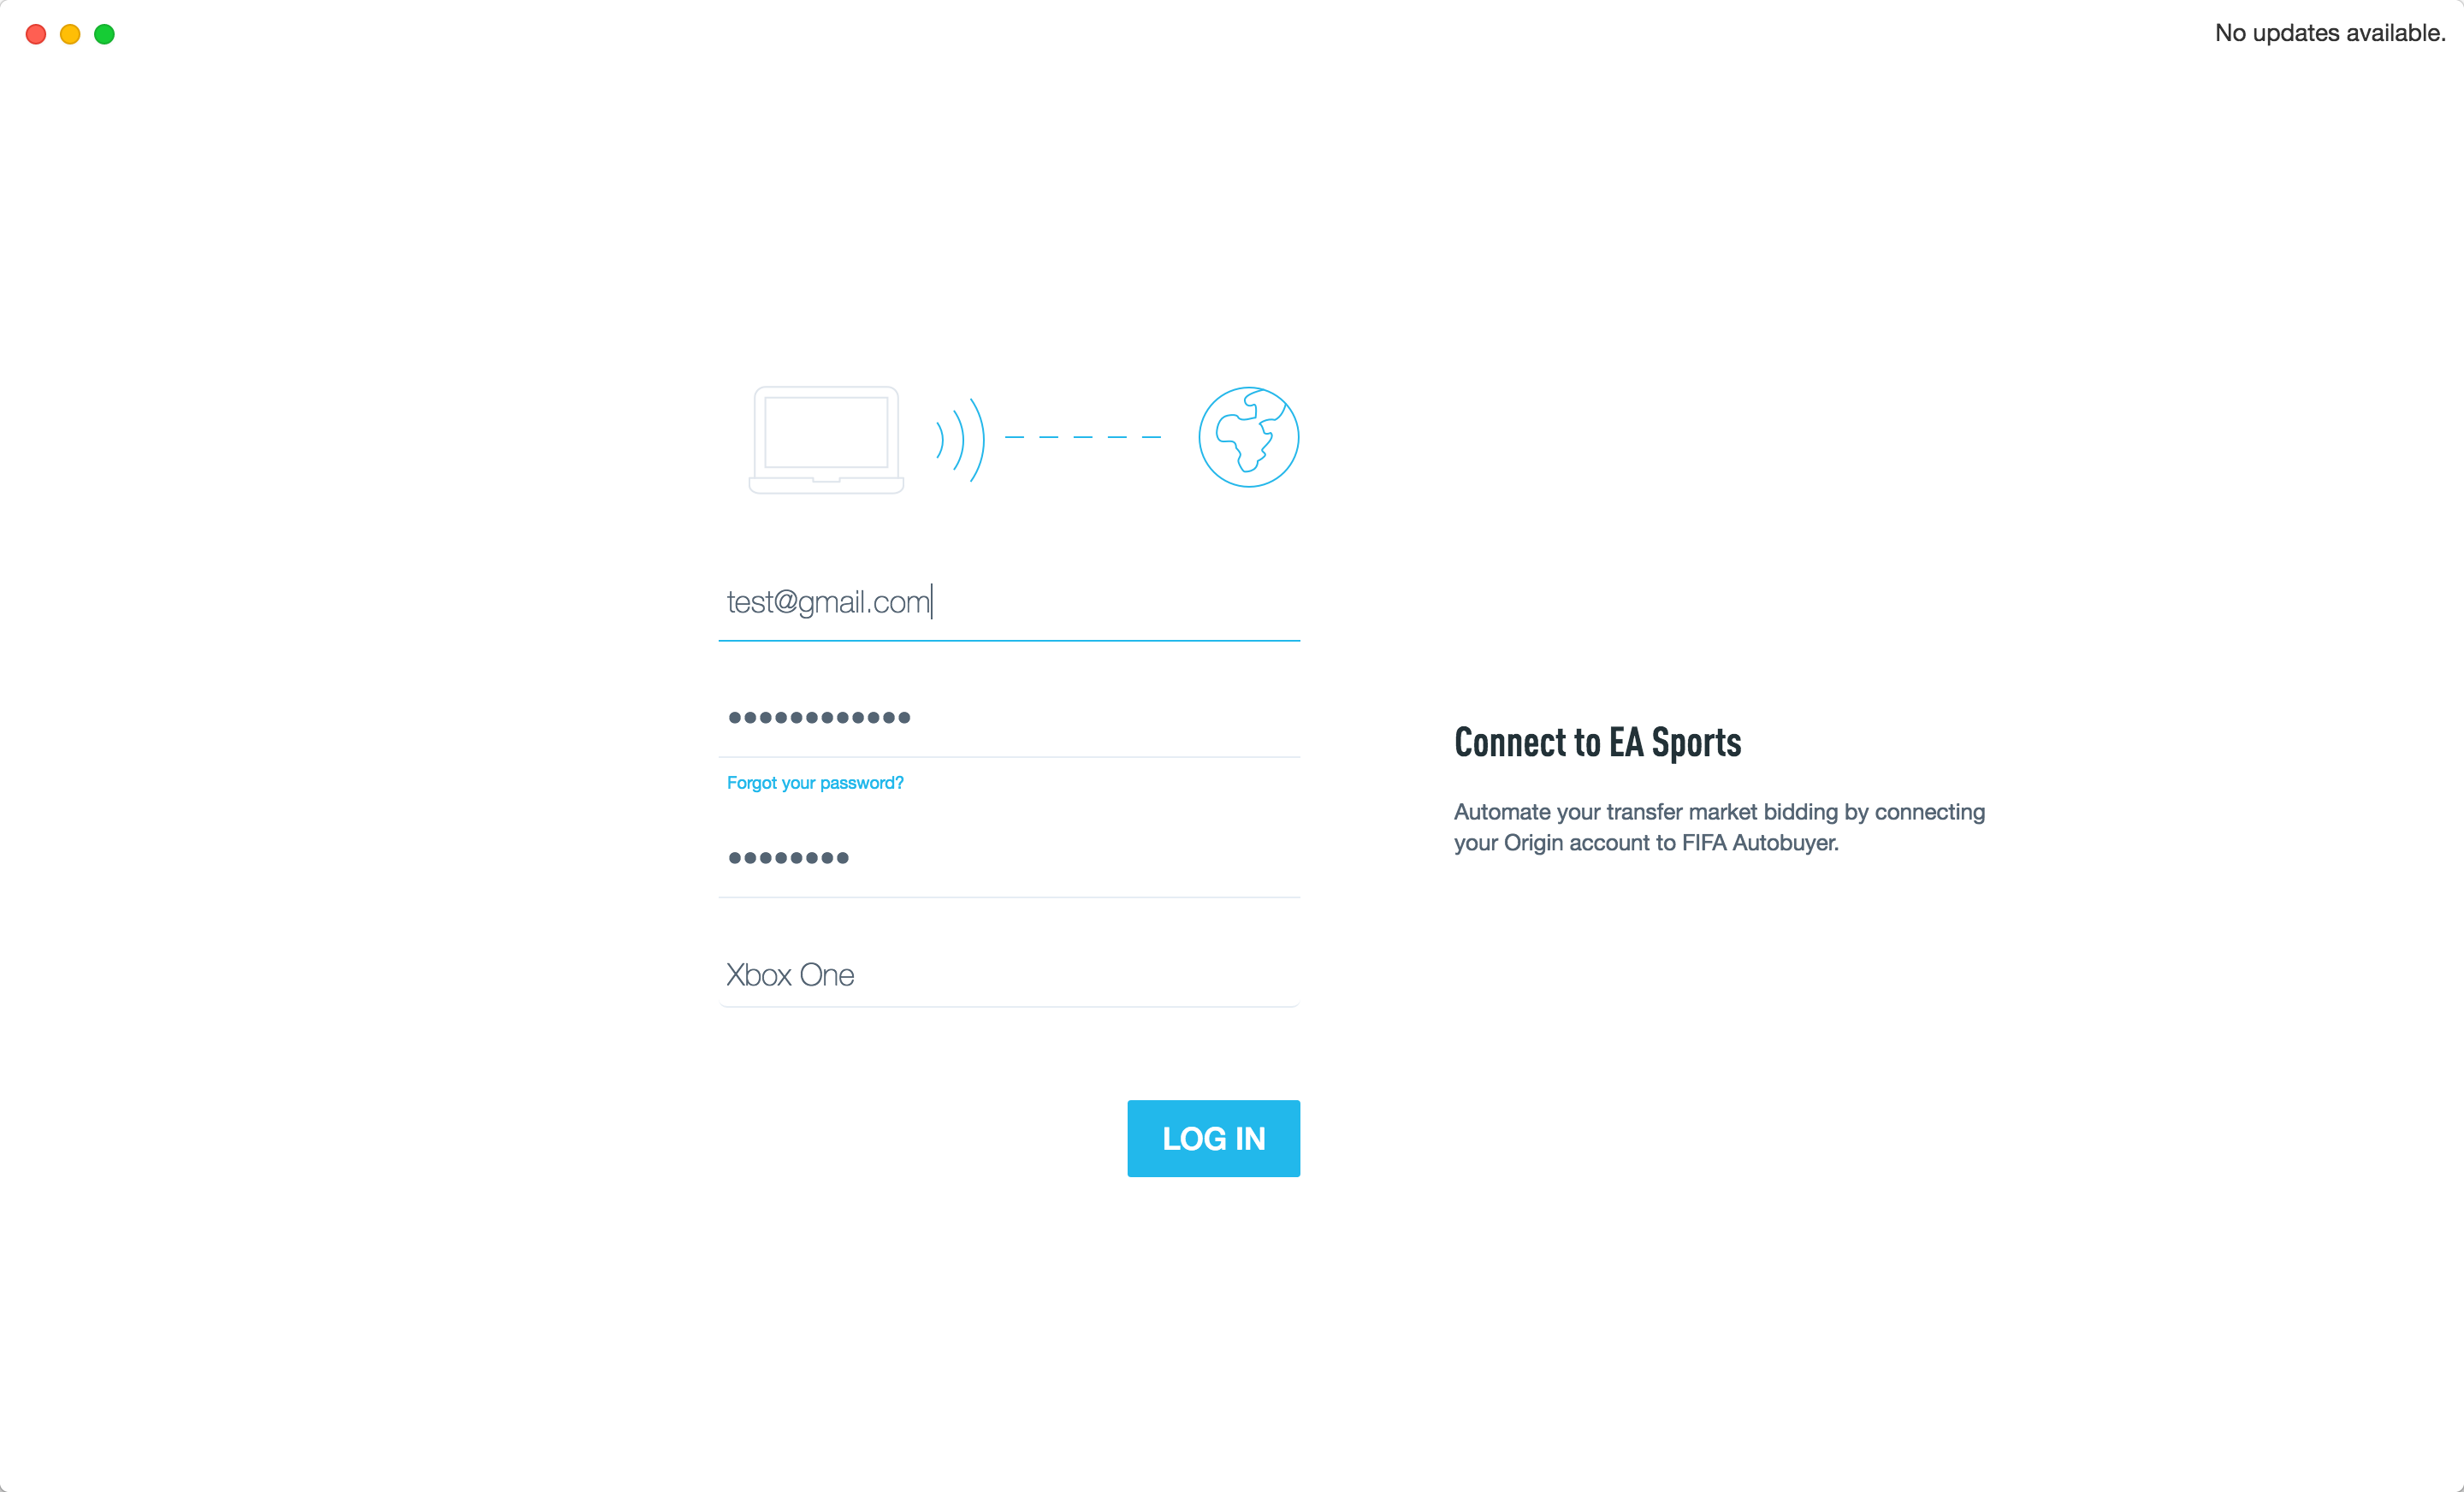 No updates available.
test@gmail.com
••••••••••••
Forgot your password?
••••••••
Xbox One
LOG IN
Connect to EA Sports
Automate your transfer market bidding by connecting
your Origin account to FIFA Autobuyer.